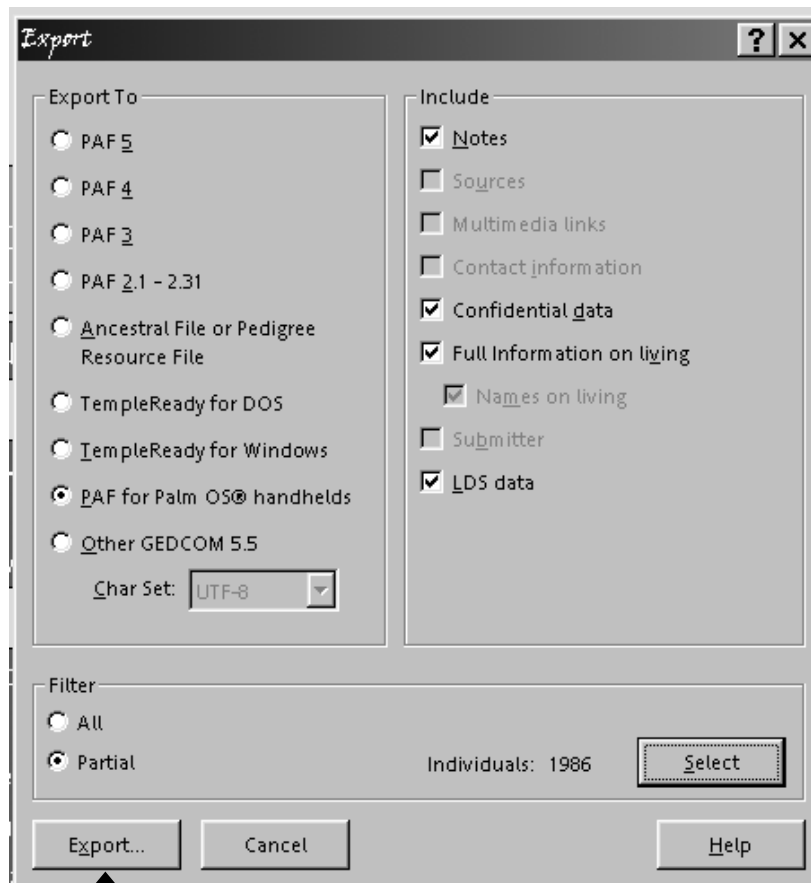 Export
Export To
PAF 5
PAF 4
PAF 3
PAF 2.1 - 2.31
Ancestral File or Pedigree
Resource File
TempleReady for DOS
TempleReady for Windows
PAF for Palm OS® handhelds
Other GEDCOM 5.5
Char Set: UTF-8
Include
Notes
Sources
Multimedia links
Contact information
Confidential data
Full Information on living
Names on living
Submitter
LDS data
Filter
All
Partial
Individuals: 1986
Select
Export...
Cancel
Help